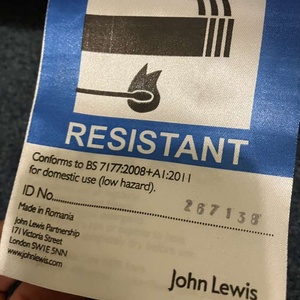 RESISTANT
Conforms to BS 7177:2008+A1:2011
for domestic use (low hazard).
ID No. 267138
Made in Romania
John Lewis Partnership
171 Victoria Street
London SW1E 5NN
www.johnlewis.com
John Lewis